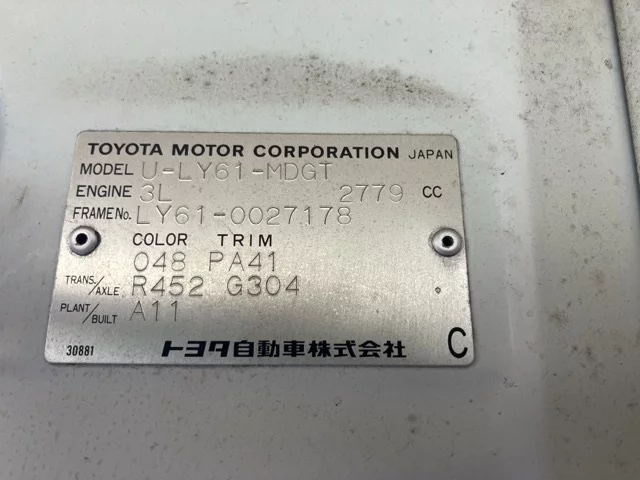 TOYOTA MOTOR CORPORATION JAPAN
MODEL U-LY61-MDGT
ENGINE 3L 2779 CC
FRAME No. LY61-0027178
COLOR TRIM
048 PA41
TRANS./AXLE R452 G304
PLANT/BUILT A11
30881 トヨタ自動車株式会社 C